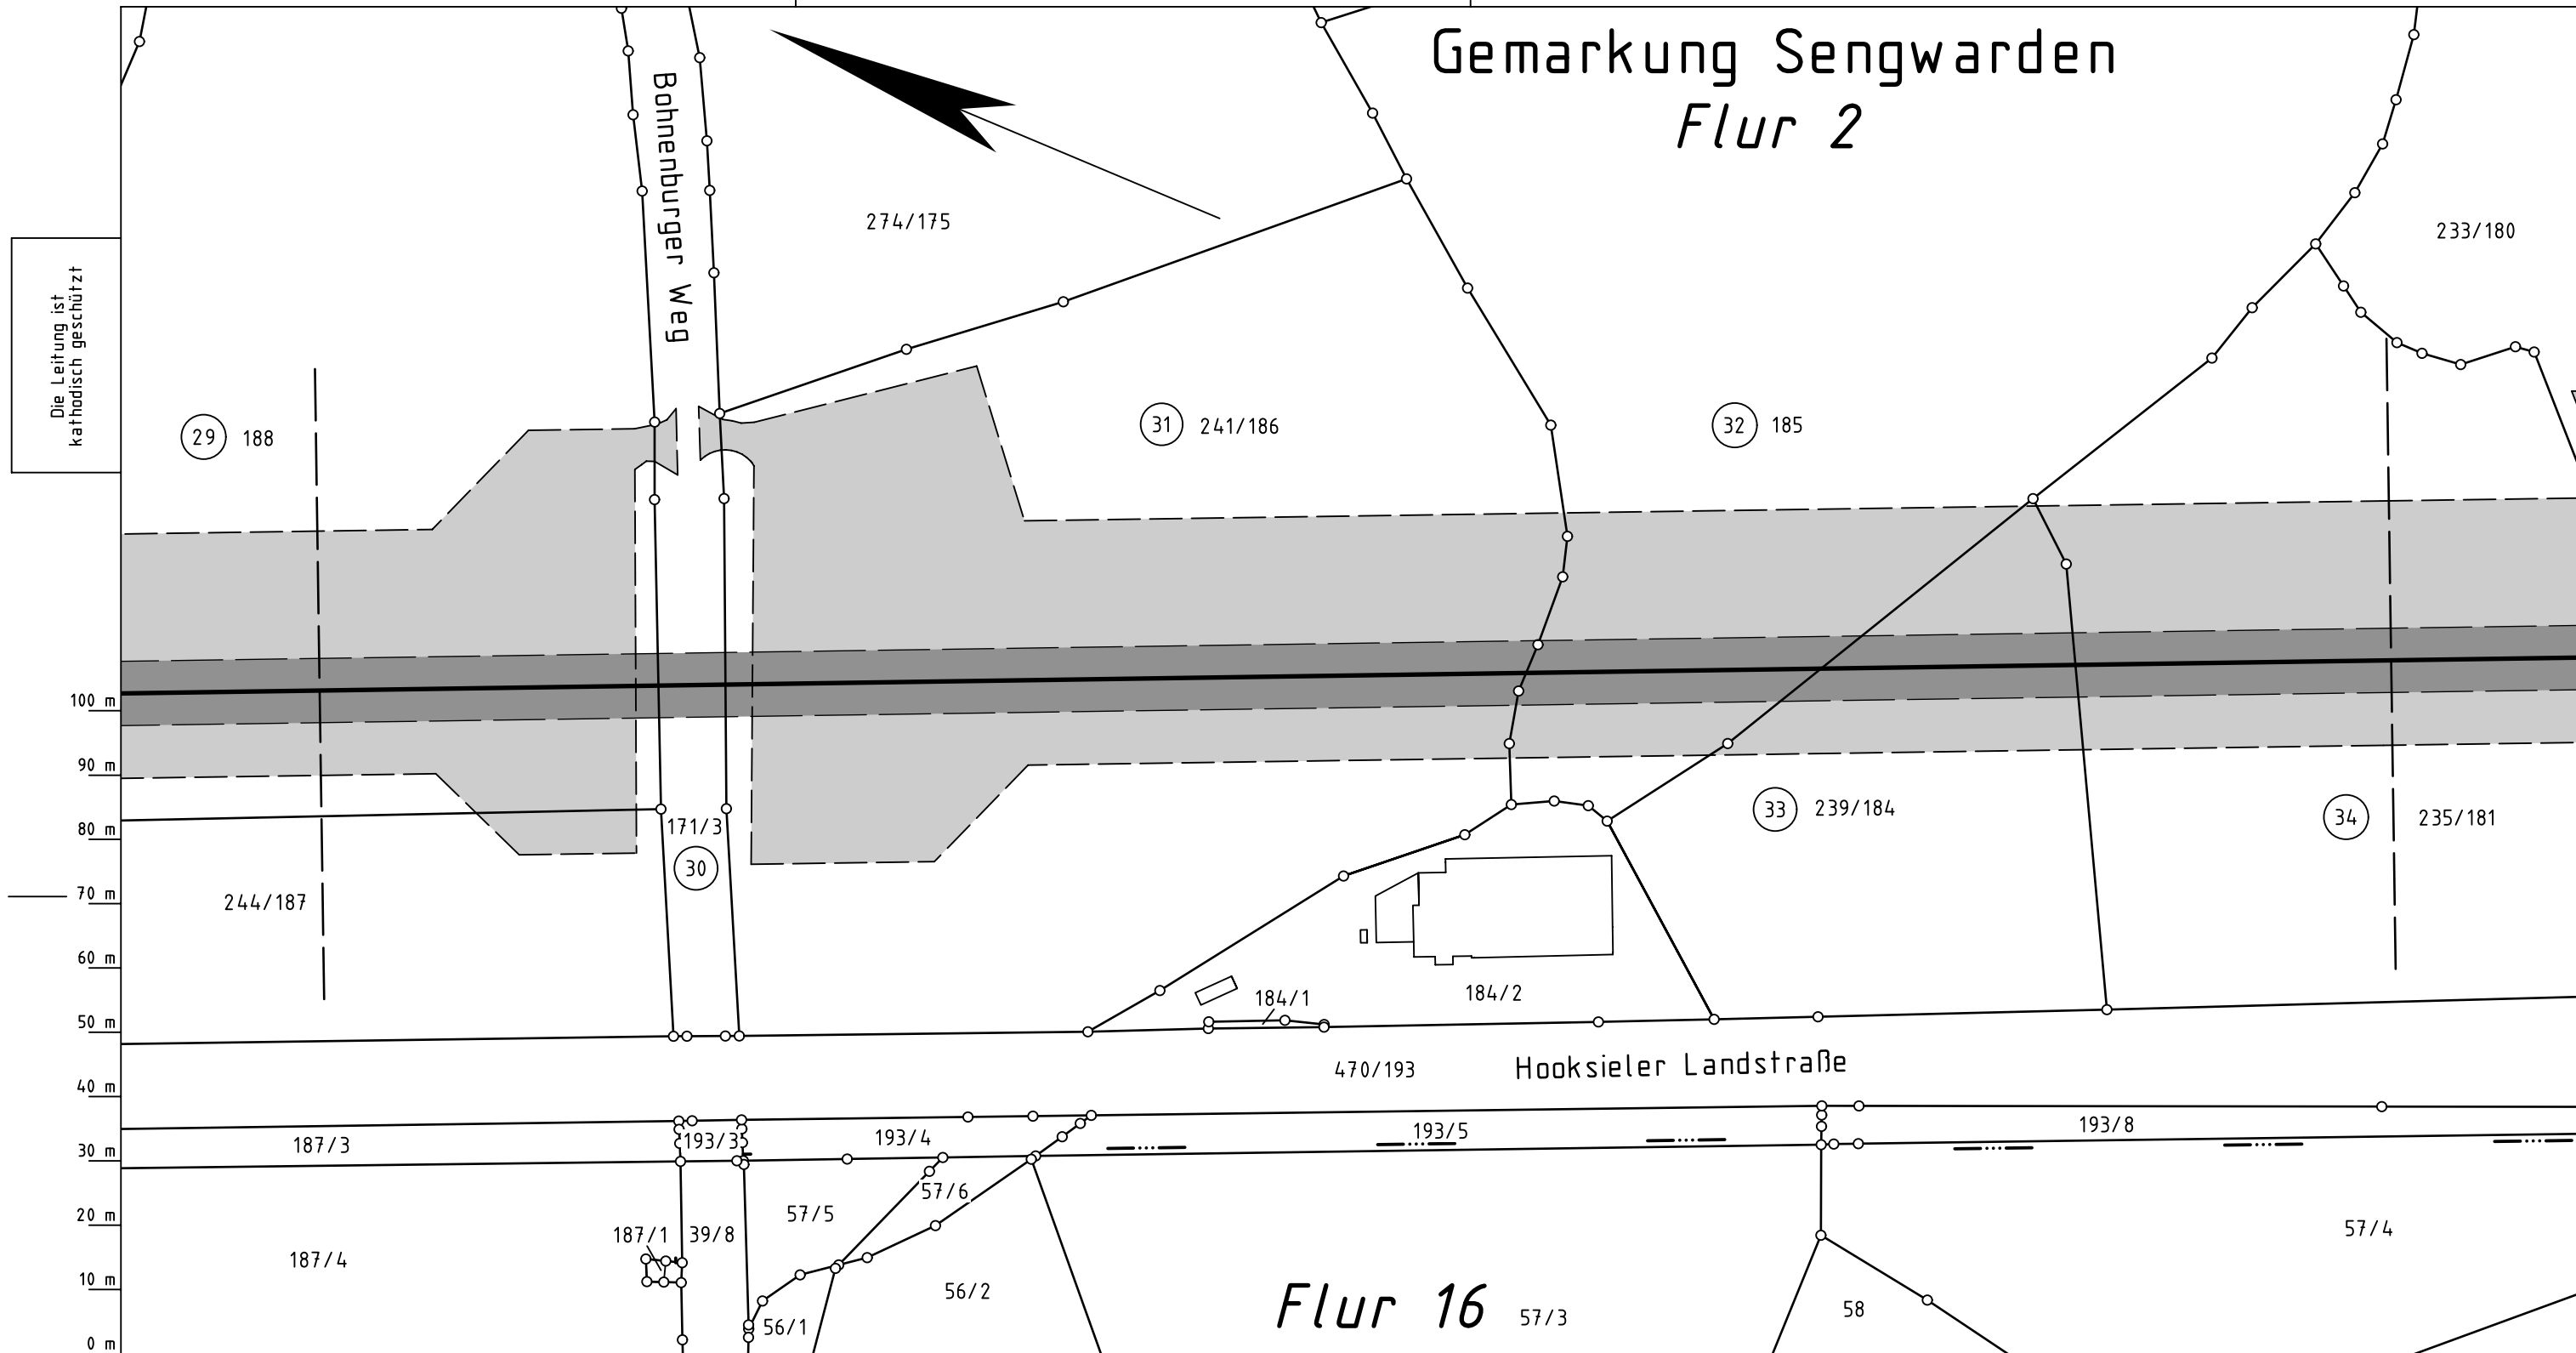 Gemarkung Sengwarden
Flur 2
Bohnenburger Weg
274/175
233/180
Die Leitung ist
kathodisch geschützt
29 188
31 241/186
32 185
100 m
90 m
80 m
70 m
60 m
50 m
40 m
30 m
20 m
10 m
0 m
171/3
30
33 239/184
34 235/181
244/187
184/1
184/2
470/193
Hooksieler Landstraße
187/3
193/3
193/4
193/5
193/8
57/6
57/5
187/1
39/8
57/4
187/4
56/2
56/1
Flur 16
57/3
58